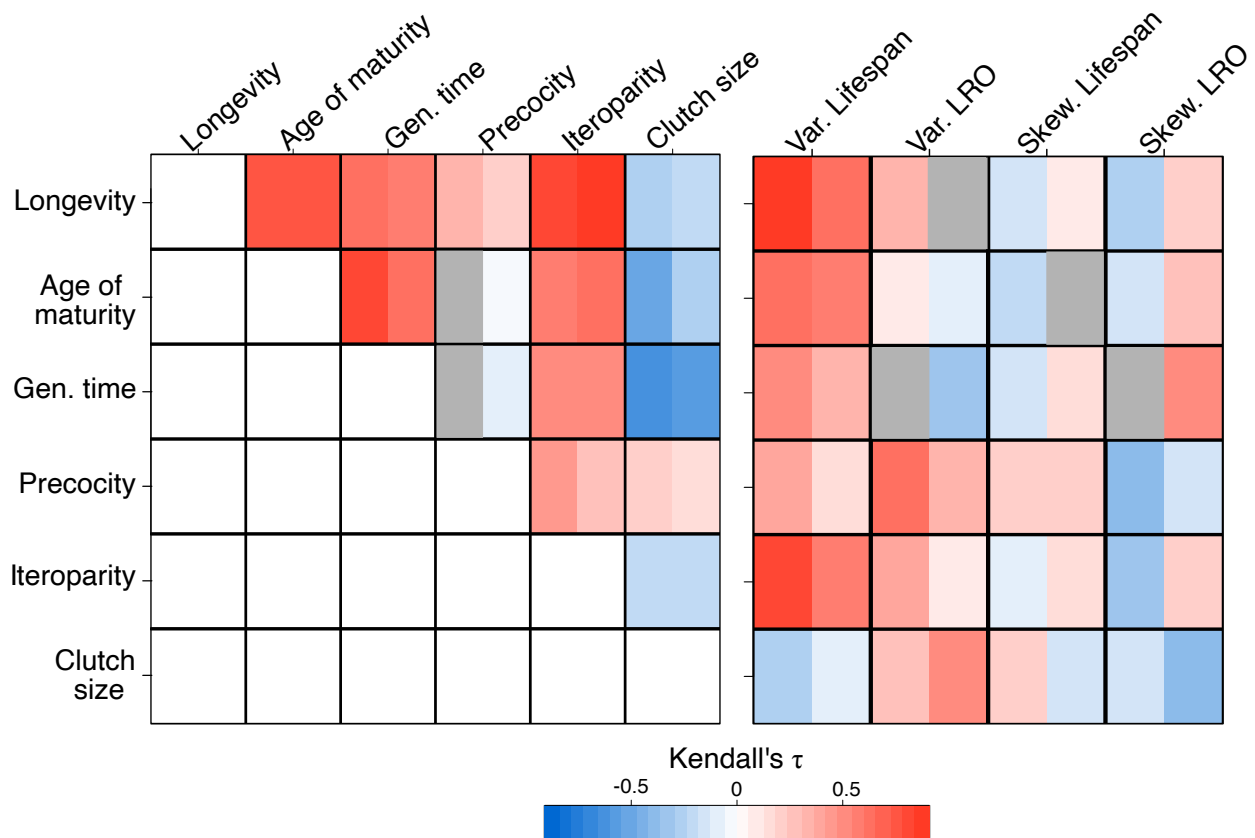 Longevity
Age of maturity
Gen. time
Precocity
Iteroparity
Clutch size
Var. Lifespan
Var. LRO
Skew. Lifespan
Skew. LRO
Longevity
Age of
maturity
Gen. time
Precocity
Iteroparity
Clutch
size
Kendall's τ
-0.5 0 0.5